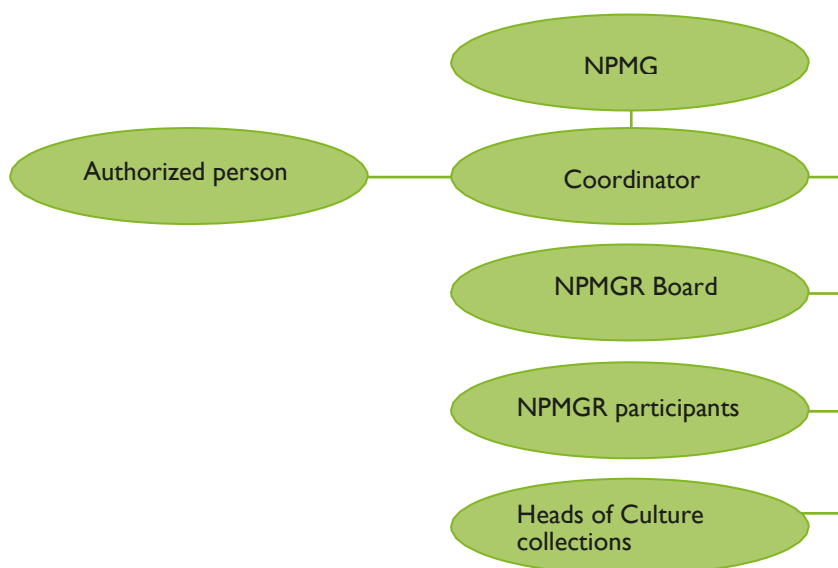 NPMG
Authorized person
Coordinator
NPMGR Board
NPMGR participants
Heads of Culture
collections